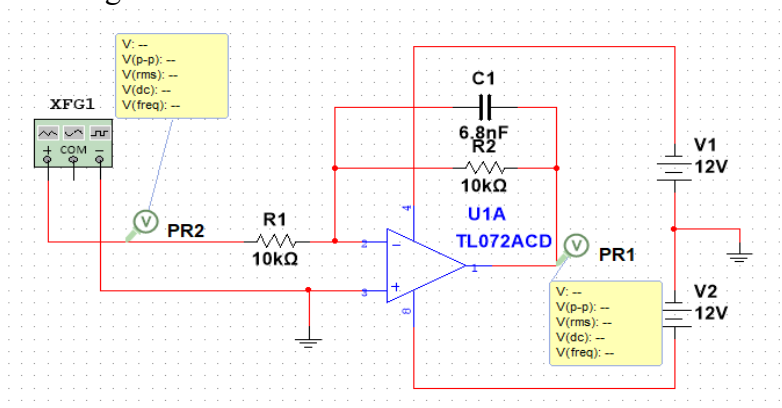 V: --
V(p-p): --
V(rms): --
V(dc): --
V(freq): --
XFG1
+ COM –
PR2
R1
10kΩ
C1
6.8nF
R2
10kΩ
U1A
TL072ACD
4
2
3
1
8
PR1
V: --
V(p-p): --
V(rms): --
V(dc): --
V(freq): --
V1
12V
V2
12V